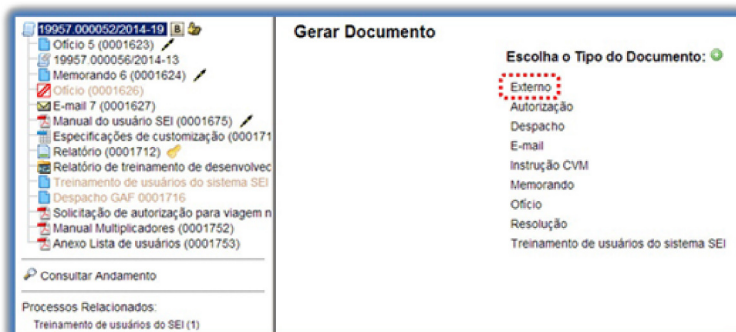 19957.000052/2014-19 B
Ofício 5 (0001623)
19957.000056/2014-13
Memorando 6 (0001624)
Ofício (0001626)
E-mail 7 (0001627)
Manual do usuário SEI (0001675)
Especificações de customização (000171
Relatório (0001712)
Relatório de treinamento de desenvolvec
Treinamento de usuários do sistema SEI
Despacho GAF 0001716
Solicitação de autorização para viagem n
Manual Multiplicadores (0001752)
Anexo Lista de usuários (0001753)
Consultar Andamento
Processos Relacionados:
Treinamento de usuários do SEI (1)
Gerar Documento
Escolha o Tipo do Documento:
Externo
Autorização
Despacho
E-mail
Instrução CVM
Memorando
Ofício
Resolução
Treinamento de usuários do sistema SEI